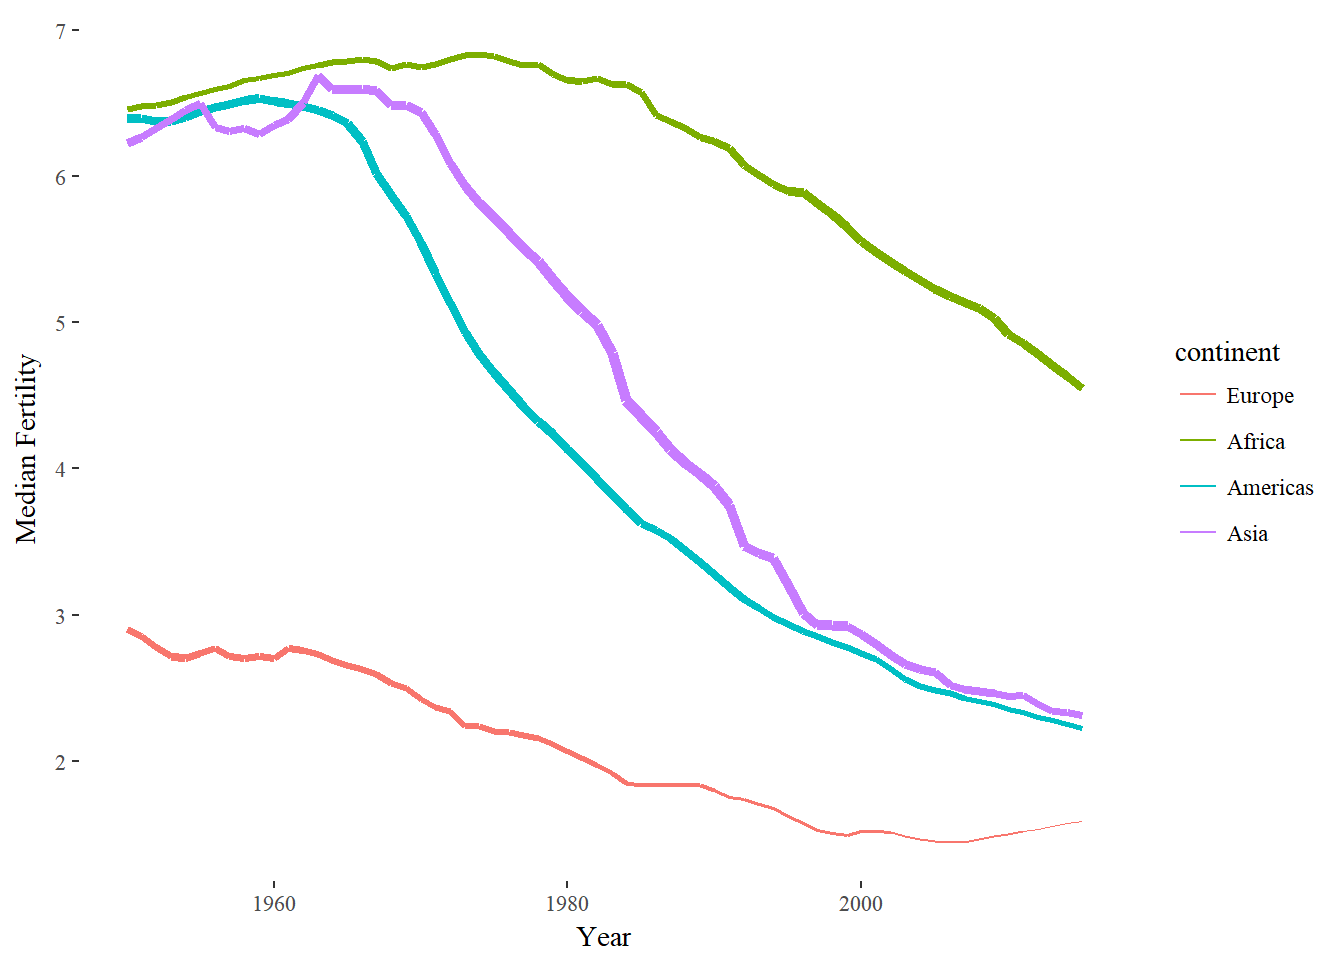 7
6
5
4
3
2
Median Fertility
1960
1980
2000
Year
continent
Europe
Africa
Americas
Asia